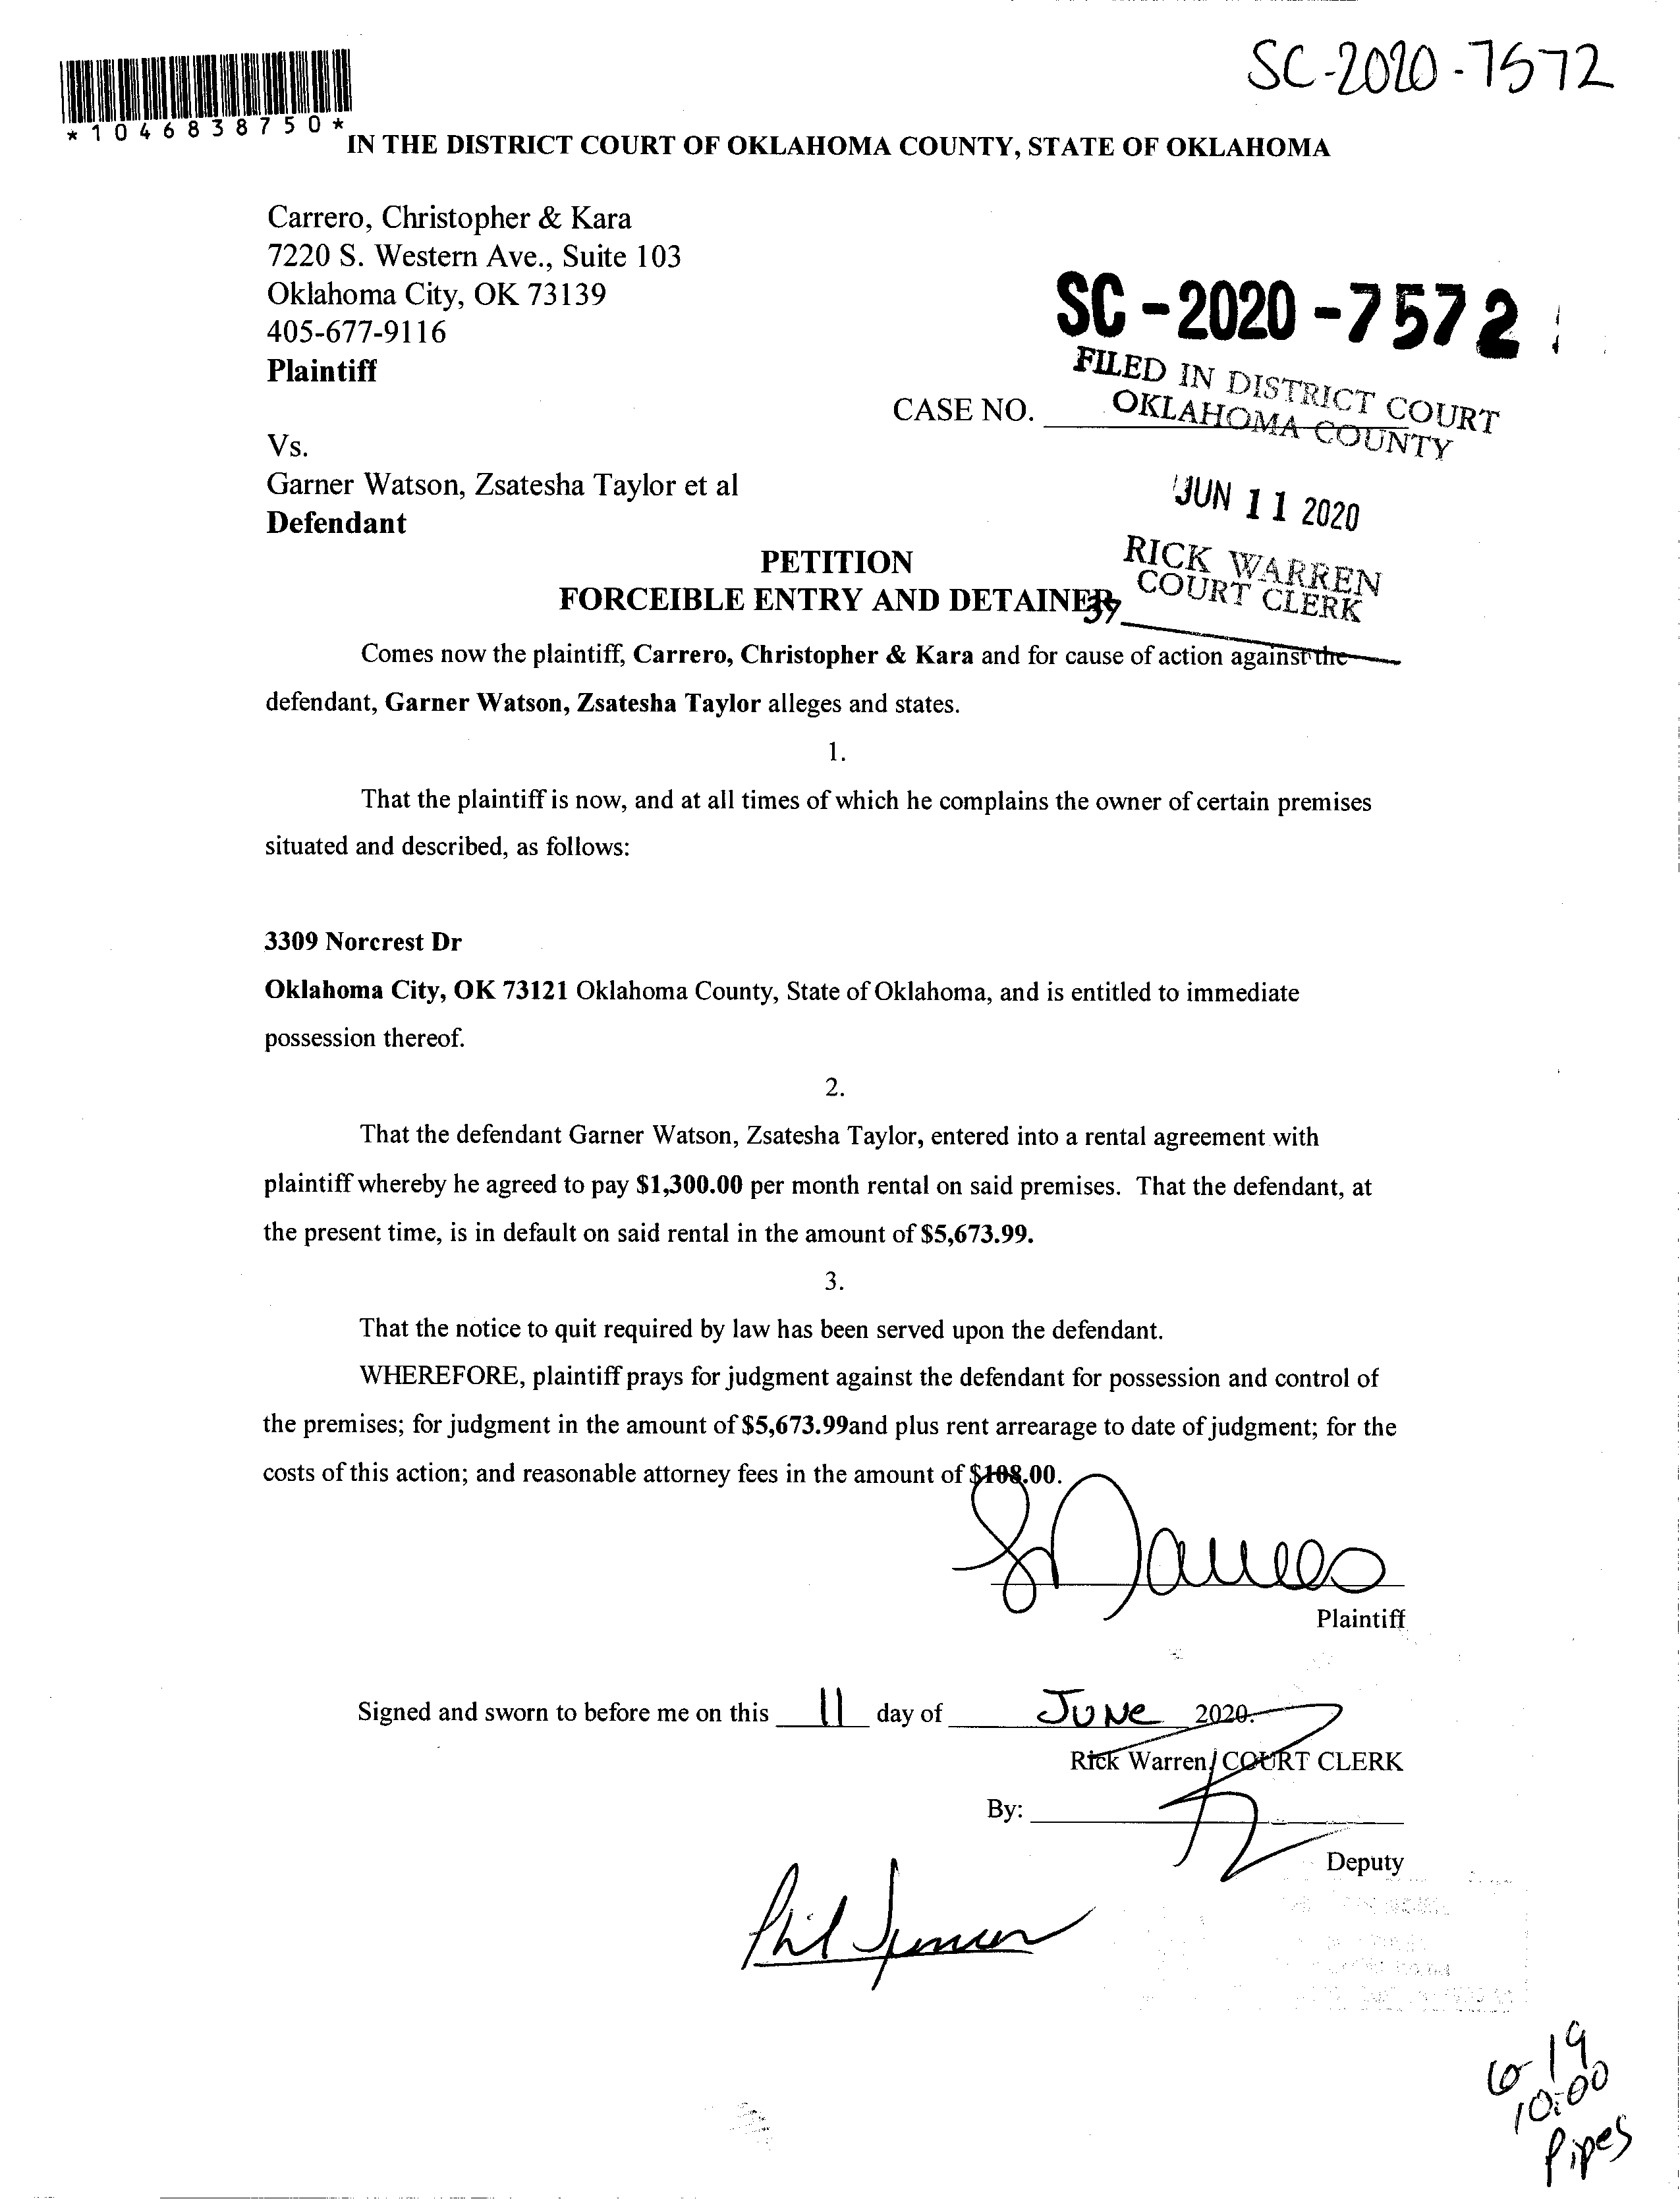 SC-2020-7572
*1046838750*
IN THE DISTRICT COURT OF OKLAHOMA COUNTY, STATE OF OKLAHOMA
Carrero, Christopher & Kara
7220 S. Western Ave., Suite 103
Oklahoma City, OK 73139
405-677-9116
Plaintiff
SC-2020-7572
FILED IN DISTRICT COURT
OKLAHOMA COUNTY
CASE NO.
Vs.
Garner Watson, Zsatesha Taylor et al
Defendant
JUN 11 2020
RICK WARREN
COURT CLERK
39
PETITION
FORCEIBLE ENTRY AND DETAINER
Comes now the plaintiff, Carrero, Christopher & Kara and for cause of action against the
defendant, Garner Watson, Zsatesha Taylor alleges and states.
1.
That the plaintiff is now, and at all times of which he complains the owner of certain premises
situated and described, as follows:
3309 Norcrest Dr
Oklahoma City, OK 73121 Oklahoma County, State of Oklahoma, and is entitled to immediate
possession thereof.
2.
That the defendant Garner Watson, Zsatesha Taylor, entered into a rental agreement with
plaintiff whereby he agreed to pay $1,300.00 per month rental on said premises. That the defendant, at
the present time, is in default on said rental in the amount of $5,673.99.
3.
That the notice to quit required by law has been served upon the defendant.
WHEREFORE, plaintiff prays for judgment against the defendant for possession and control of
the premises; for judgment in the amount of $5,673.99and plus rent arrearage to date of judgment; for the
costs of this action; and reasonable attorney fees in the amount of $108.00.
Plaintiff
Signed and sworn to before me on this 11 day of JUNE 2020.
Rick Warren, COURT CLERK
By:
Deputy
Phil Spencer
6-19
10:00
Pipes